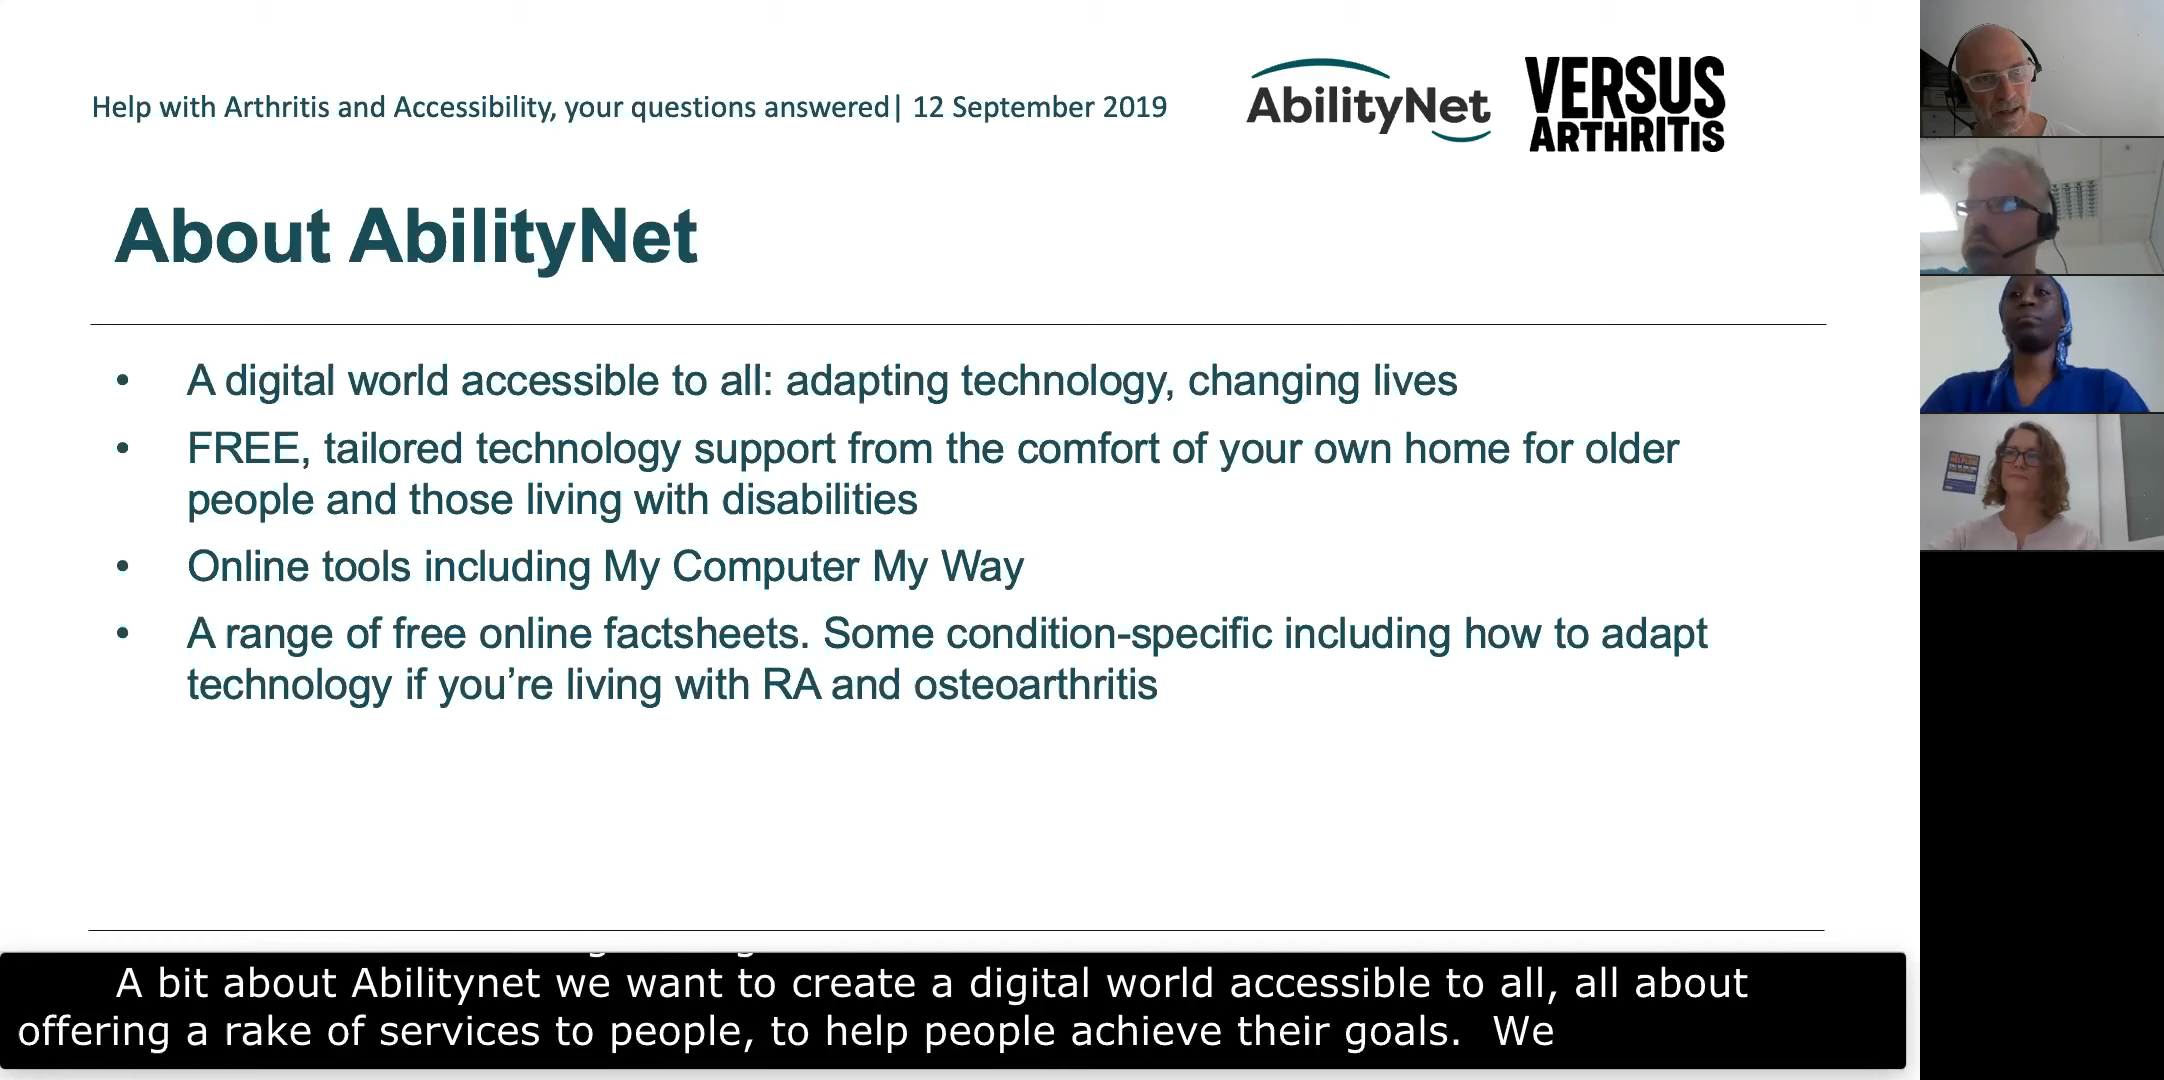 Help with Arthritis and Accessibility, your questions answered| 12 September 2019
AbilityNet
VERSUS
ARTHRITIS
About AbilityNet
• A digital world accessible to all: adapting technology, changing lives
• FREE, tailored technology support from the comfort of your own home for older
people and those living with disabilities
• Online tools including My Computer My Way
• A range of free online factsheets. Some condition-specific including how to adapt
technology if you’re living with RA and osteoarthritis
A bit about Abilitynet we want to create a digital world accessible to all, all about
offering a rake of services to people, to help people achieve their goals.  We